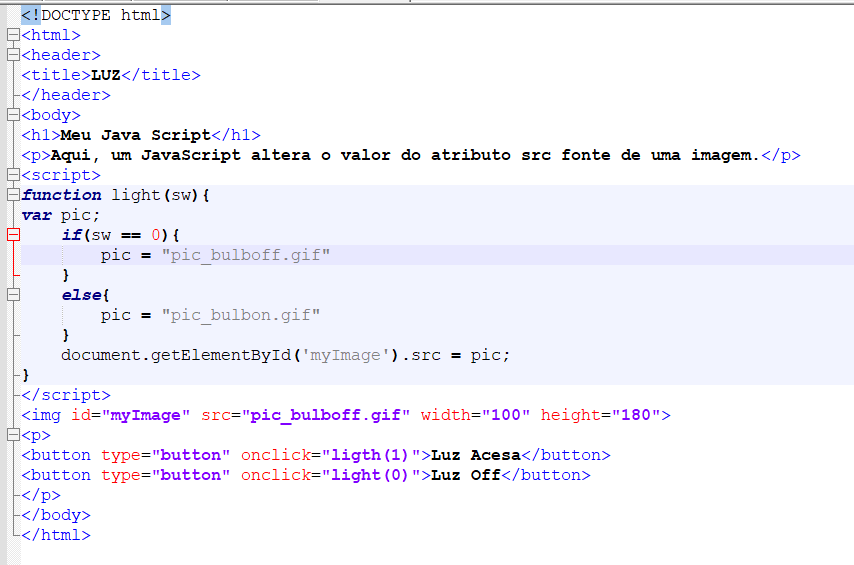 <!DOCTYPE html>
<html>
<header>
<title>LUZ</title>
</header>
<body>
<h1>Meu Java Script</h1>
<p>Aqui, um JavaScript altera o valor do atributo src fonte de uma imagem.</p>
<script>
function light(sw){
var pic;
    if(sw == 0){
        pic = "pic_bulboff.gif"
    }
    else{
        pic = "pic_bulbon.gif"
    }
    document.getElementById('myImage').src = pic;
}
</script>
<img id="myImage" src="pic_bulboff.gif" width="100" height="180">
<p>
<button type="button" onclick="ligth(1)">Luz Acesa</button>
<button type="button" onclick="light(0)">Luz Off</button>
</p>
</body>
</html>